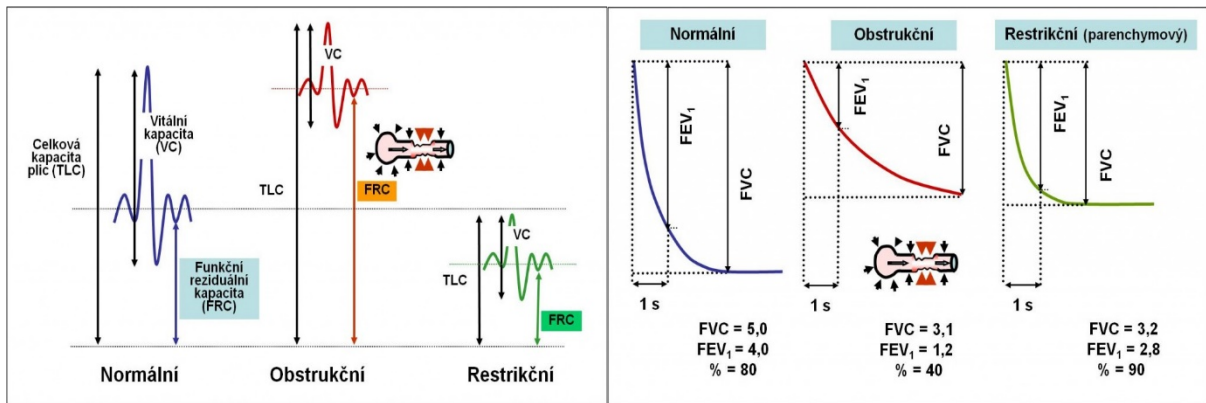 Celková
kapacita
plic (TLC)
Vitální
kapacita
(VC)
Funkční
reziduální
kapacita
(FRC)
Normální
VC
TLC
FRC
Obstrukční
VC
TLC
FRC
Restrikční
Normální
FEV₁
FVC
1 s
FVC = 5,0
FEV₁ = 4,0
% = 80
Obstrukční
FEV₁
FVC
1 s
FVC = 3,1
FEV₁ = 1,2
% = 40
Restrikční (parenchymový)
FEV₁
FVC
1 s
FVC = 3,2
FEV₁ = 2,8
% = 90